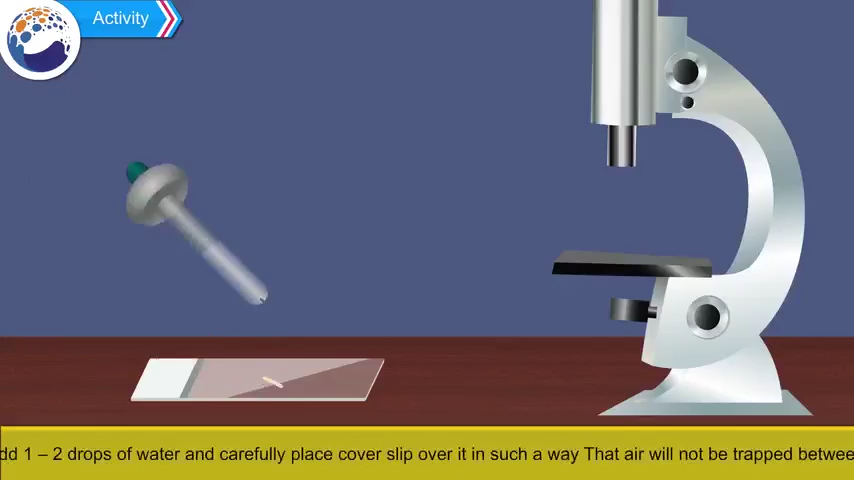 Activity
dd 1 – 2 drops of water and carefully place cover slip over it in such a way That air will not be trapped betwee